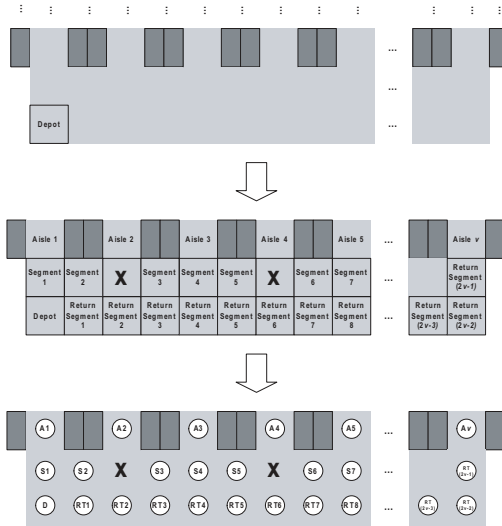 ...
Depot
...
...
Aisle 1 Aisle 2 Aisle 3 Aisle 4 Aisle 5 ... Aisle v
Segment 1 Segment 2 X Segment 3 Segment 4 Segment 5 X Segment 6 Segment 7 ... Return Segment (2v-1)
Depot Return Segment 1 Return Segment 2 Return Segment 3 Return Segment 4 Return Segment 5 Return Segment 6 Return Segment 7 Return Segment 8 ... Return Segment (2v-3) Return Segment (2v-2)
A1 A2 A3 A4 A5 ... Av
S1 S2 X S3 S4 S5 X S6 S7 ... RT (2v-1)
D RT1 RT2 RT3 RT4 RT5 RT6 RT7 RT8 ... RT (2v-3) RT (2v-2)